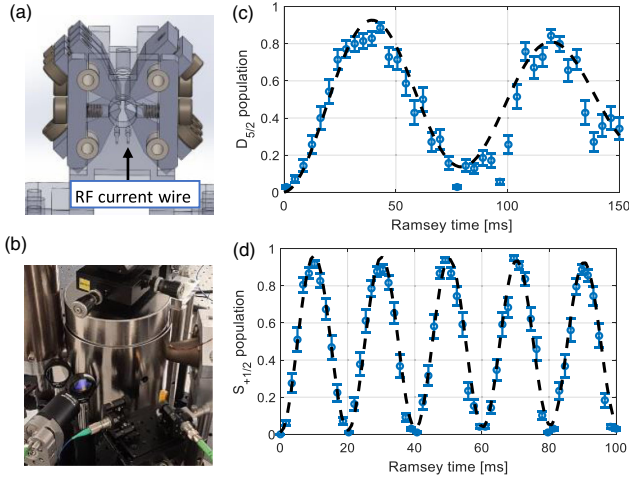 (a)
RF current wire
(b)
(c)
D5/2 population
1
0.8
0.6
0.4
0.2
0
0 50 100 150
Ramsey time [ms]
(d)
S+1/2 population
1
0.8
0.6
0.4
0.2
0
0 20 40 60 80 100
Ramsey time [ms]